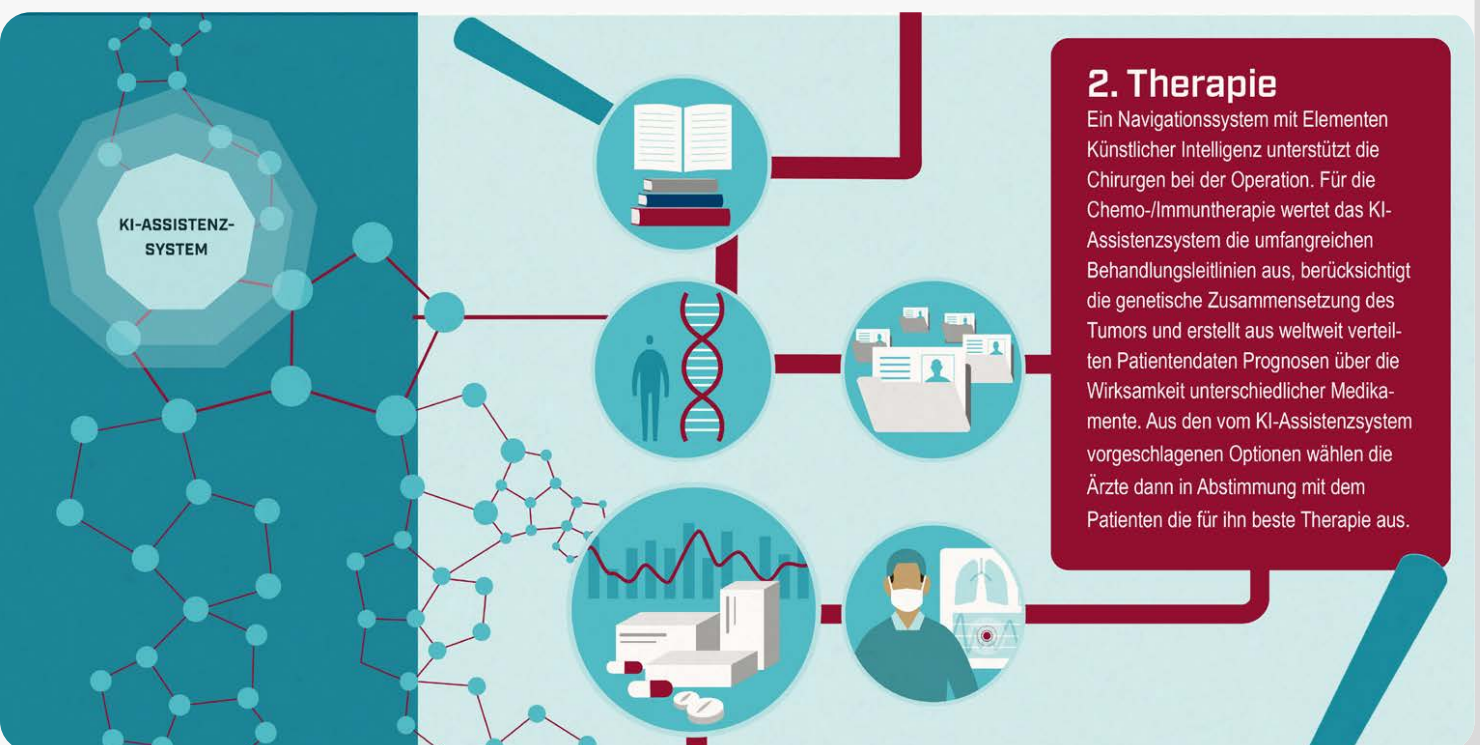 KI-ASSISTENZ-
SYSTEM
2. Therapie
Ein Navigationssystem mit Elementen
Künstlicher Intelligenz unterstützt die
Chirurgen bei der Operation. Für die
Chemo-/Immuntherapie wertet das KI-
Assistenzsystem die umfangreichen
Behandlungsleitlinien aus, berücksichtigt
die genetische Zusammensetzung des
Tumors und erstellt aus weltweit verteil-
ten Patientendaten Prognosen über die
Wirksamkeit unterschiedlicher Medika-
mente. Aus den vom KI-Assistenzsystem
vorgeschlagenen Optionen wählen die
Ärzte dann in Abstimmung mit dem
Patienten die für ihn beste Therapie aus.